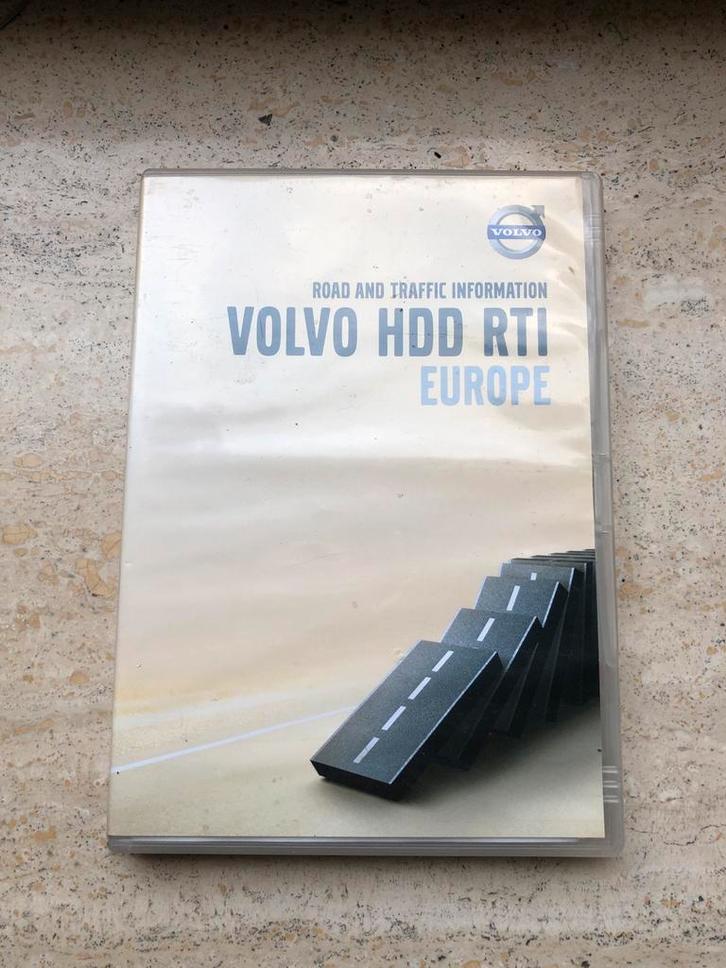 VOLVO
ROAD AND TRAFFIC INFORMATION
VOLVO HDD RTI
EUROPE